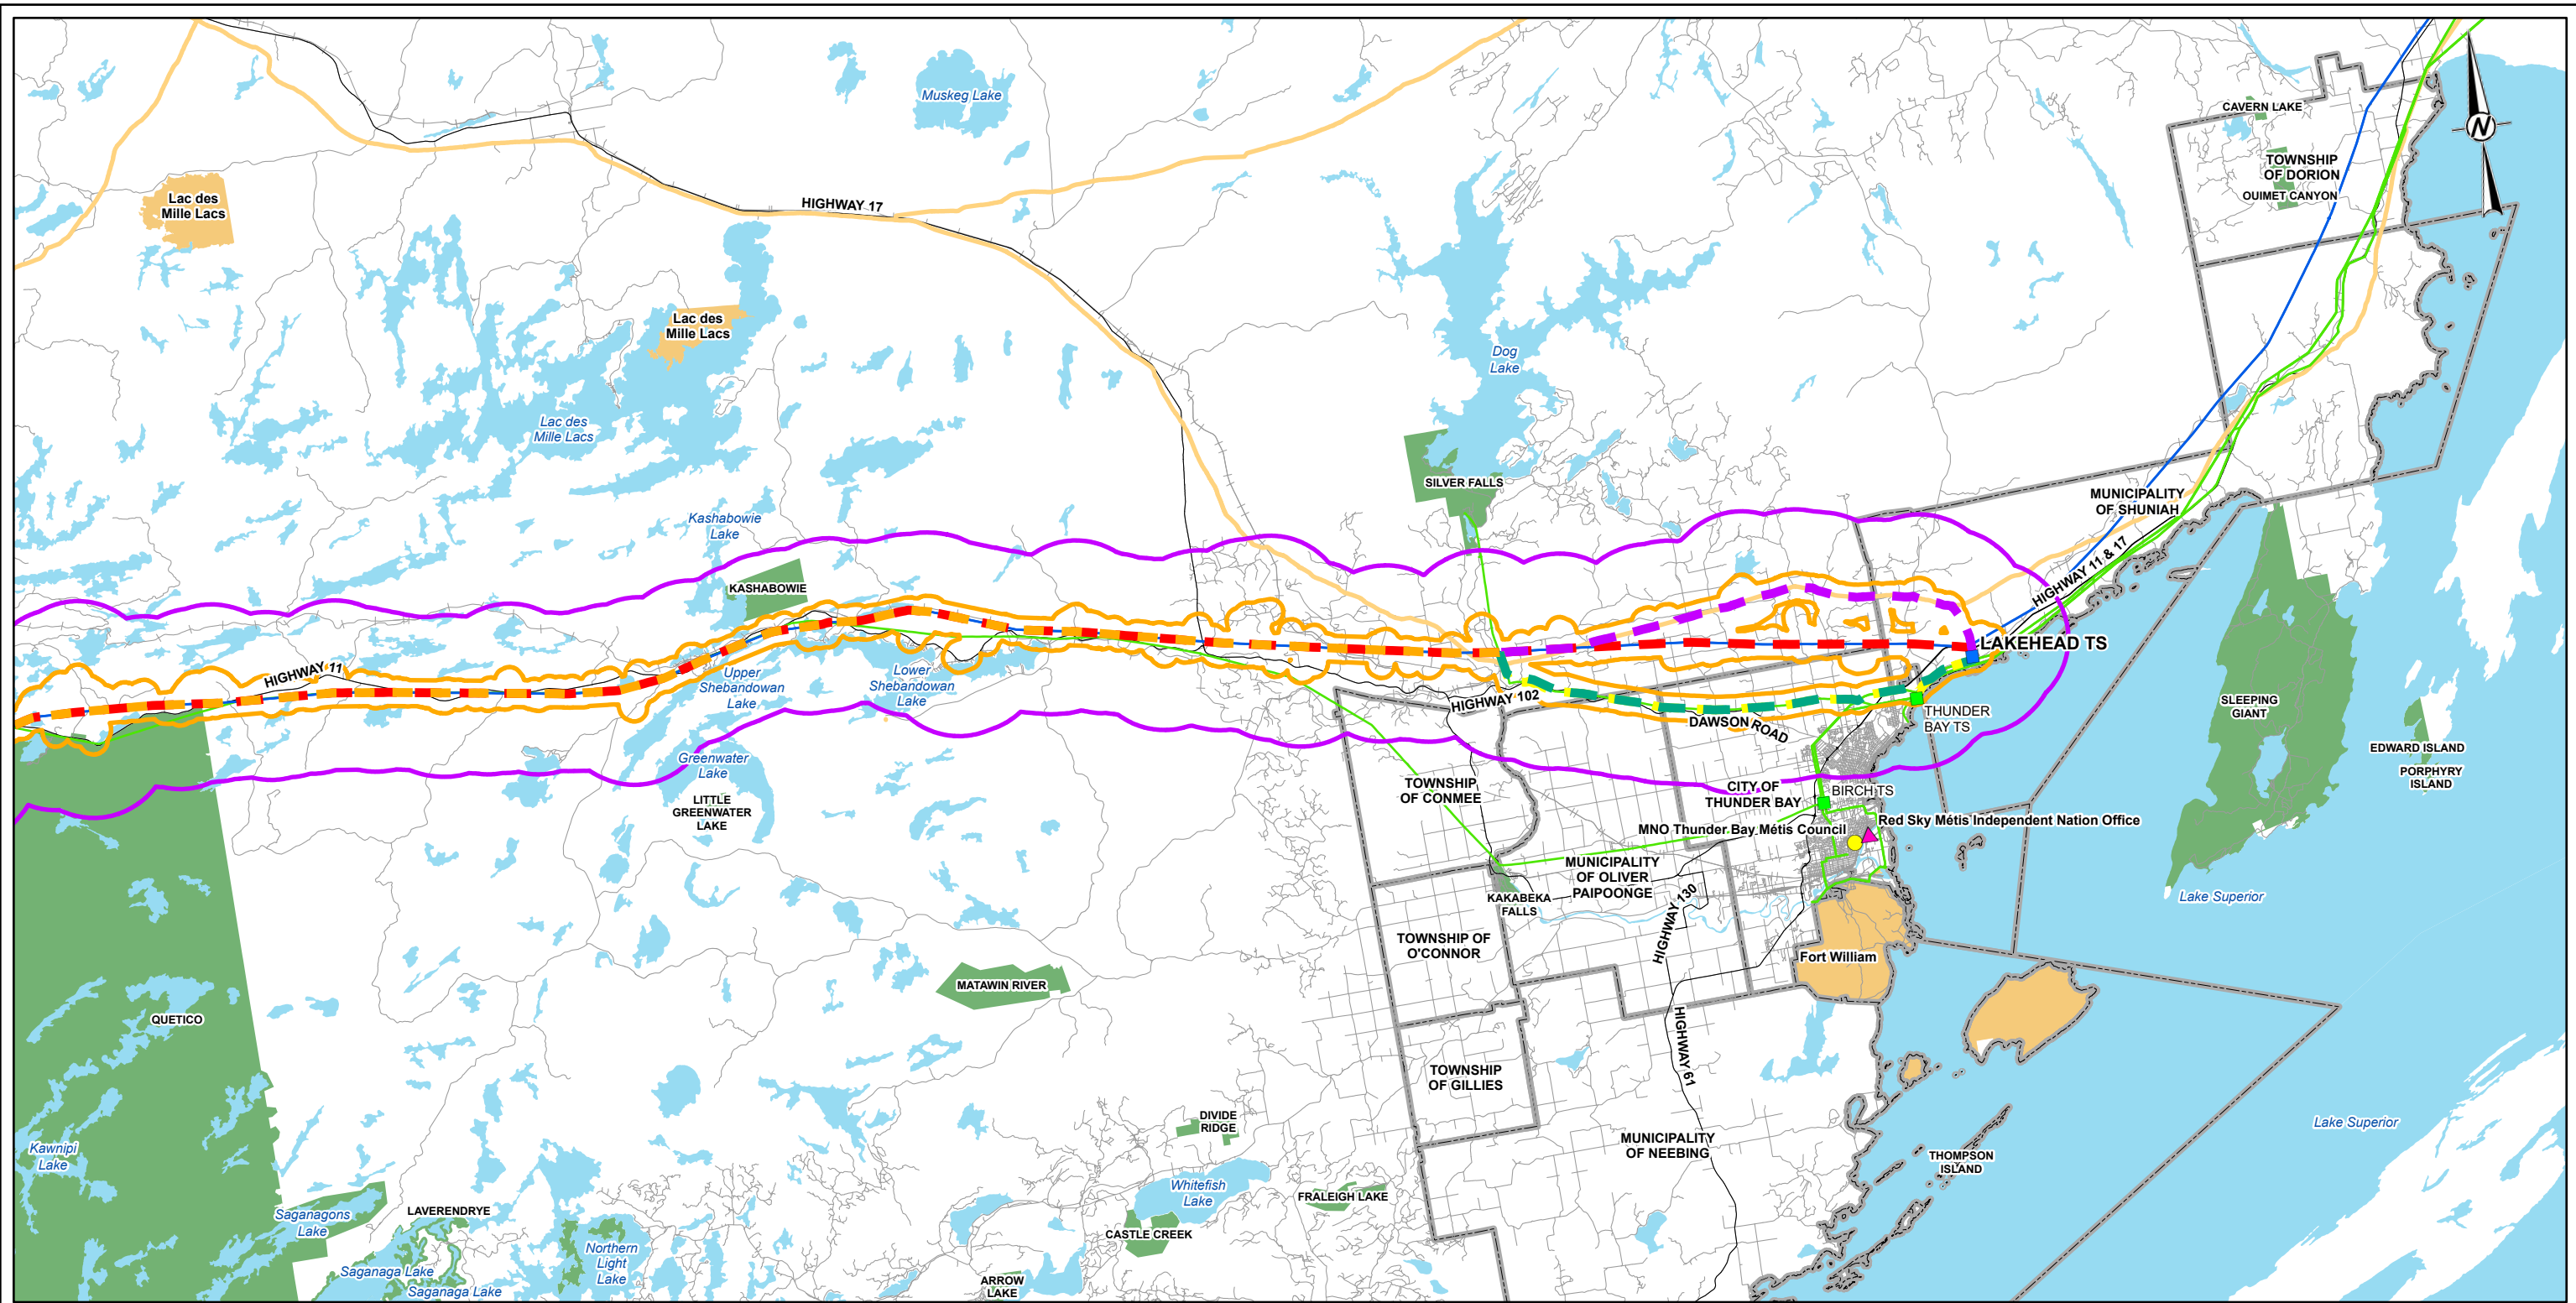 Muskeg Lake
CAVERN LAKE
N
TOWNSHIP
OF DORION
OUIMET CANYON
Lac des
Mille Lacs
HIGHWAY 17
Lac des
Mille Lacs
Dog
Lake
Lac des
Mille Lacs
SILVER FALLS
MUNICIPALITY
OF SHUNIAH
Kashabowie
Lake
KASHABOWIE
HIGHWAY 11 & 17
LAKEHEAD TS
HIGHWAY 11
Upper
Shebandowan
Lake
Lower
Shebandowan
Lake
HIGHWAY 102
DAWSON ROAD
THUNDER
BAY TS
SLEEPING
GIANT
EDWARD ISLAND
PORPHYRY
ISLAND
Greenwater
Lake
LITTLE
GREENWATER
LAKE
TOWNSHIP
OF CONMEE
CITY OF
THUNDER BAY
BIRCH TS
MNO Thunder Bay Métis Council
Red Sky Métis Independent Nation Office
MUNICIPALITY
OF OLIVER
PAIPOONGE
KAKABEKA
FALLS
HIGHWAY 130
Lake Superior
TOWNSHIP OF
O'CONNOR
Fort William
MATAWIN RIVER
QUETICO
HIGHWAY 61
TOWNSHIP
OF GILLIES
DIVIDE
RIDGE
MUNICIPALITY
OF NEEBING
Lake Superior
Kawnipi
Lake
THOMPSON
ISLAND
Whitefish
Lake
FRALEIGH LAKE
Saganagons
Lake
LAVERENDRYE
CASTLE CREEK
Northern
Light
Lake
Saganaga Lake
Saganaga Lake
ARROW
LAKE